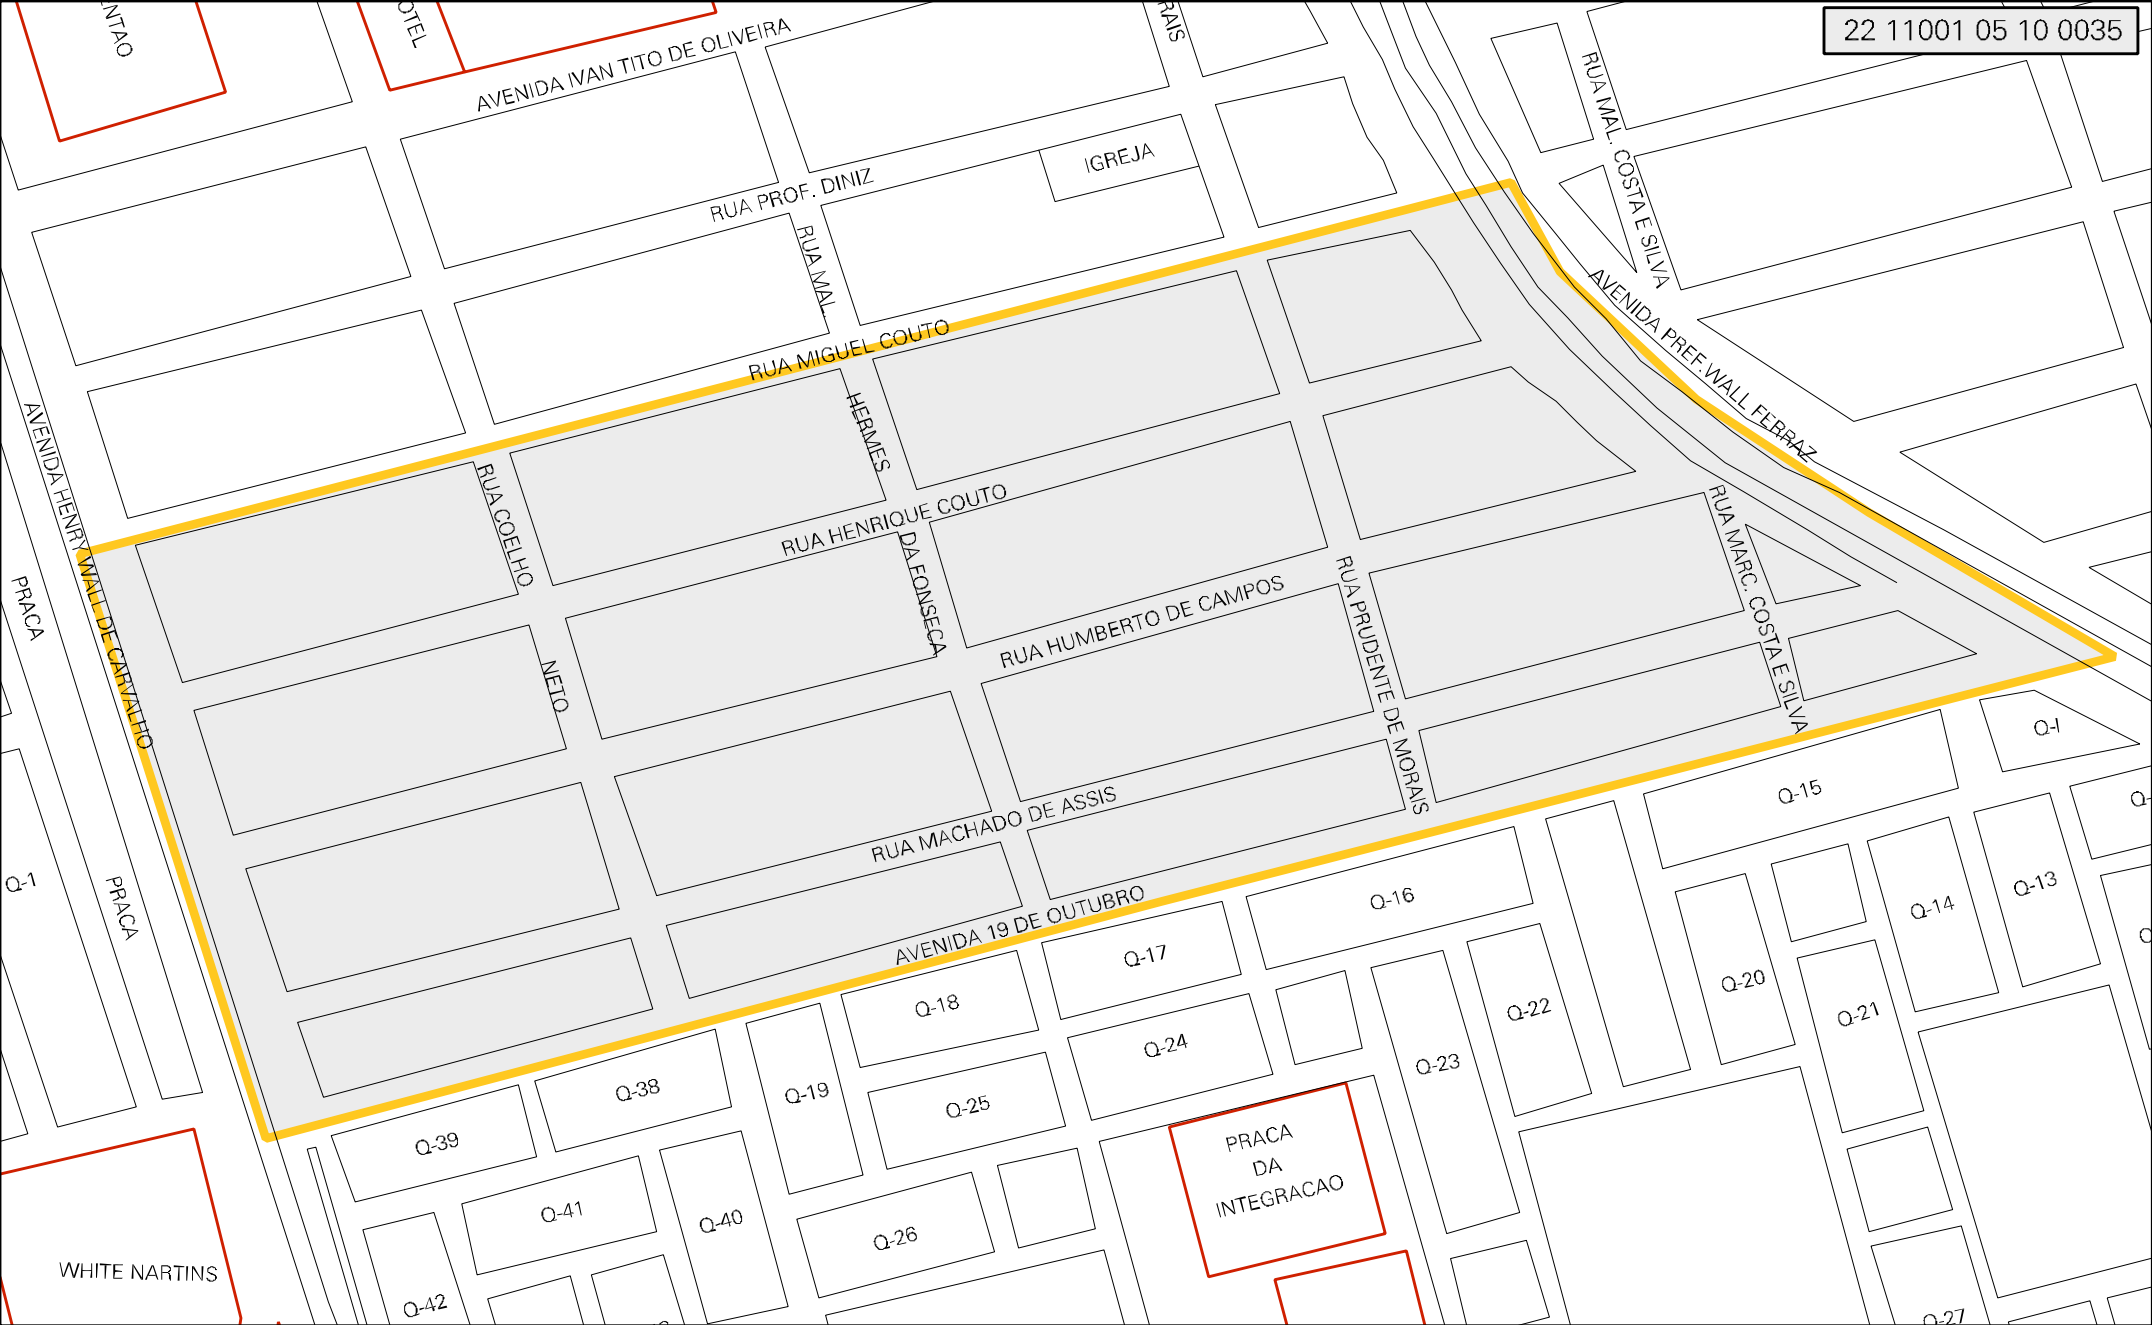 22 11001 05 10 0035
AVENIDA IVAN TITO DE OLIVEIRA
IGREJA
RUA PROF. DINIZ
RUA MAL. COSTA E SILVA
RUA MAL.
HERMES
DA FONSECA
RUA MIGUEL COUTO
AVENIDA PREF. WALL FERRAZ
AVENIDA HENRY WALL DE CARVALHO
RUA COELHO
NETO
RUA HENRIQUE COUTO
RUA HUMBERTO DE CAMPOS
RUA PRUDENTE DE MORAIS
RUA MARC. COSTA E SILVA
PRACA
PRACA
RUA MACHADO DE ASSIS
AVENIDA 19 DE OUTUBRO
Q-I
Q-15
Q-1
Q-16
Q-14
Q-13
Q-17
Q-18
Q-20
Q-21
Q-22
Q-24
Q-23
Q-38
Q-19
Q-25
Q-39
PRACA
DA
INTEGRACAO
Q-41
Q-40
Q-26
WHITE NARTINS
Q-42
Q-27